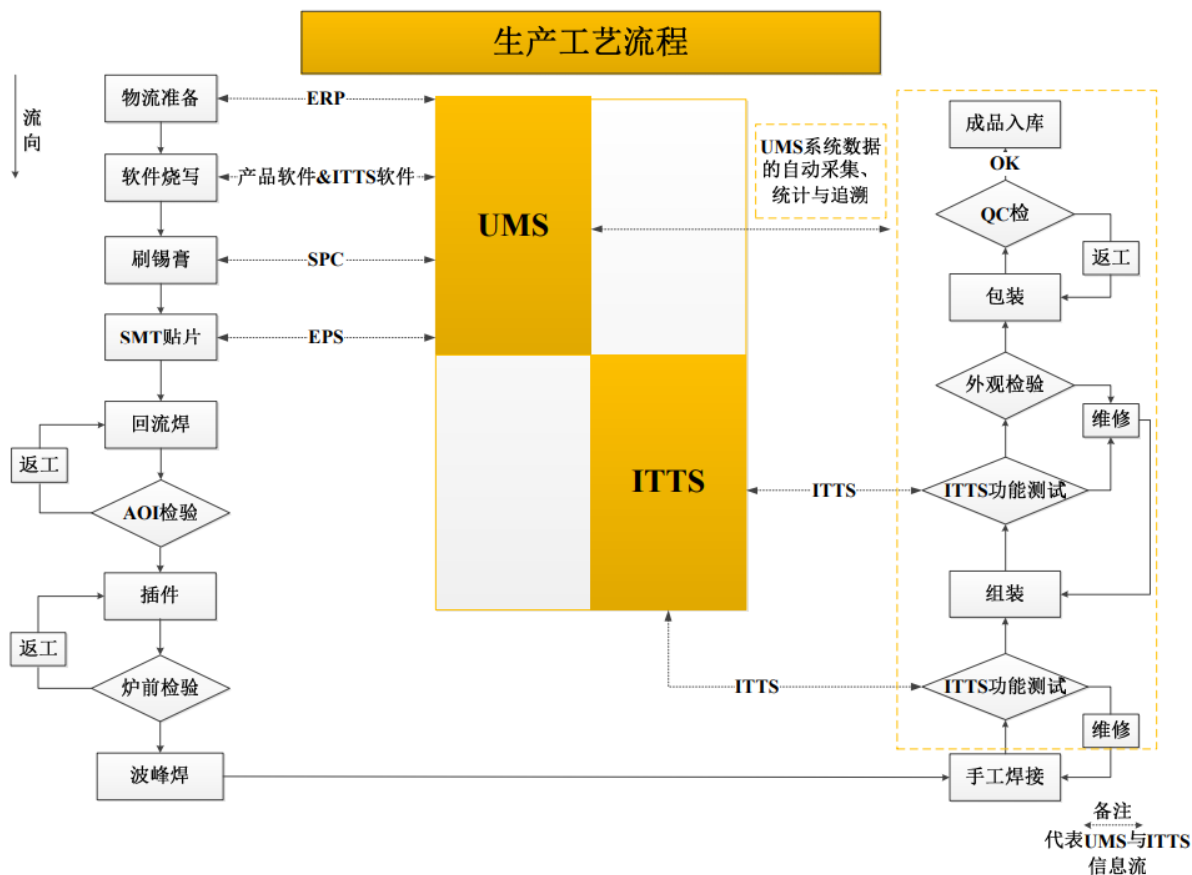 生产工艺流程
流
向
物流准备
ERP
软件烧写
产品软件&ITTS软件
刷锡膏
SPC
SMT贴片
EPS
回流焊
返工
AOI检验
插件
返工
炉前检验
波峰焊
UMS
ITTS
UMS系统数据
的自动采集、
统计与追溯
成品入库
OK
QC检
返工
包装
外观检验
维修
ITTS
ITTS功能测试
组装
ITTS
ITTS功能测试
维修
手工焊接
备注
代表UMS与ITTS
信息流